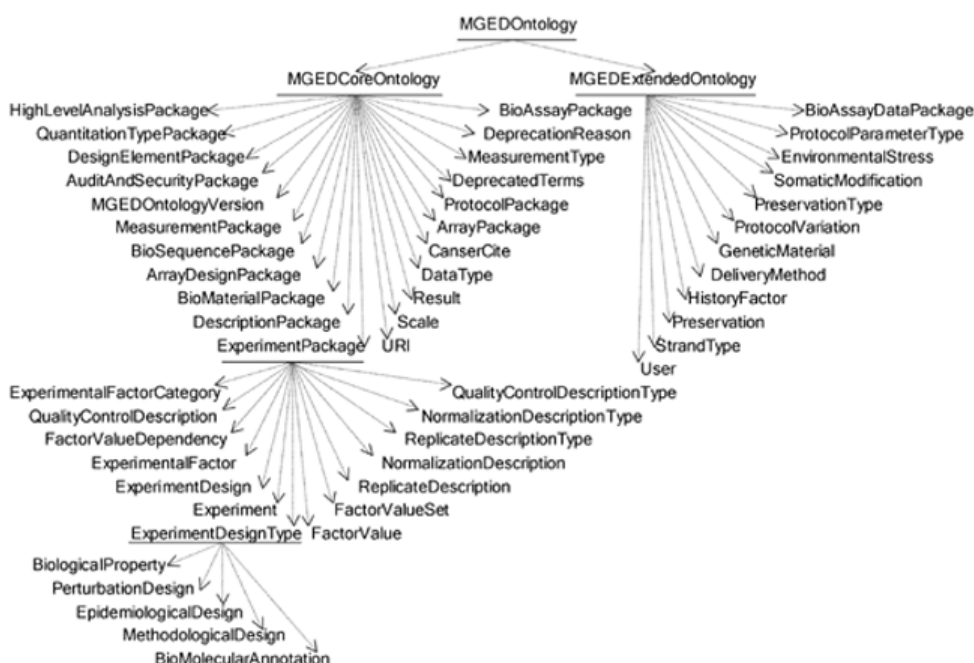 MGEDOntology
MGEDCoreOntology
MGEDExtendedOntology
HighLevelAnalysisPackage
BioAssayPackage
BioAssayDataPackage
QuantitationTypePackage
DeprecationReason
ProtocolParameterType
DesignElementPackage
MeasurementType
EnvironmentalStress
AuditAndSecurityPackage
DeprecatedTerms
SomaticModification
MGEDOntologyVersion
ProtocolPackage
PreservationType
MeasurementPackage
ArrayPackage
ProtocolVariation
BioSequencePackage
CanserCite
GeneticMaterial
ArrayDesignPackage
DataType
DeliveryMethod
BioMaterialPackage
Result
HistoryFactor
DescriptionPackage
Scale
Preservation
ExperimentPackage
URI
StrandType
User
ExperimentalFactorCategory
QualityControlDescriptionType
QualityControlDescription
NormalizationDescriptionType
FactorValueDependency
ReplicateDescriptionType
ExperimentalFactor
NormalizationDescription
ExperimentDesign
ReplicateDescription
Experiment
FactorValueSet
ExperimentDesignType
FactorValue
BiologicalProperty
PerturbationDesign
EpidemiologicalDesign
MethodologicalDesign
BioMolecularAnnotation